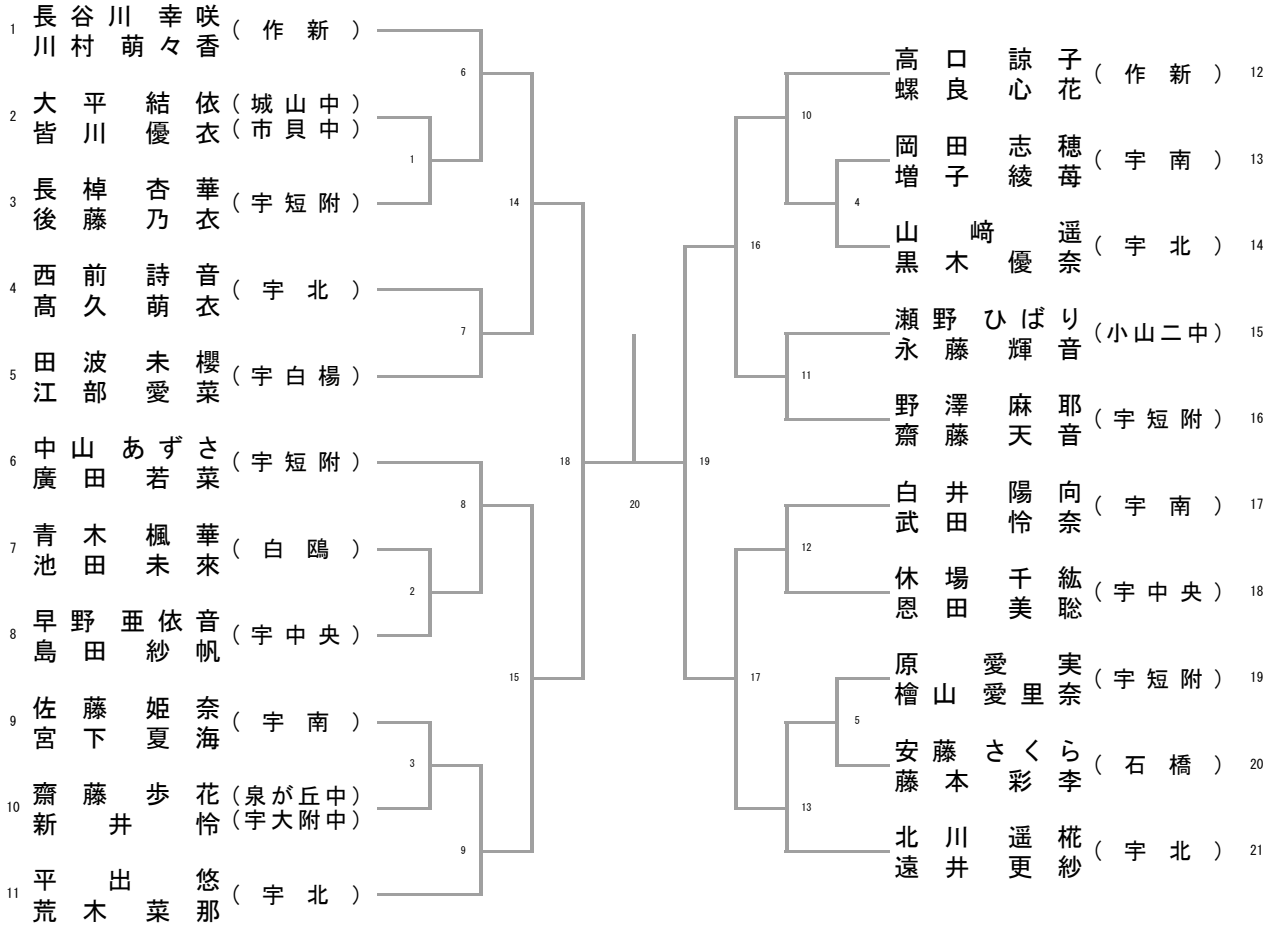 1 長谷川幸咲 川村萌々香 （作新）
2 大平結依 皆川優衣 （城山中） （市貝中）
3 長棹杏華 後藤乃衣 （宇短附）
4 西前詩音 髙久萌衣 （宇北）
5 田波未櫻 江部愛菜 （宇白楊）
6 中山あずさ 廣田若菜 （宇短附）
7 青木楓華 池田未來 （白鴎）
8 早野亜依音 島田紗帆 （宇中央）
9 佐藤姫奈 宮下夏海 （宇南）
10 齋藤歩花 新井怜 （泉が丘中） （宇大附中）
11 平出悠 荒木菜那 （宇北）
6
1
14
7
18
8
2
15
3
9
20
10
4
16
11
19
12
17
5
13
高口諒子 螺良心花 （作新） 12
岡田志穂 増子綾苺 （宇南） 13
山﨑遥 黒木優奈 （宇北） 14
瀬野ひばり 永藤輝音 （小山二中） 15
野澤麻耶 齋藤天音 （宇短附） 16
白井陽向 武田怜奈 （宇南） 17
休場千紘 恩田美聡 （宇中央） 18
原愛実 檜山愛里奈 （宇短附） 19
安藤さくら 藤本彩李 （石橋） 20
北川遥椛 遠井更紗 （宇北） 21